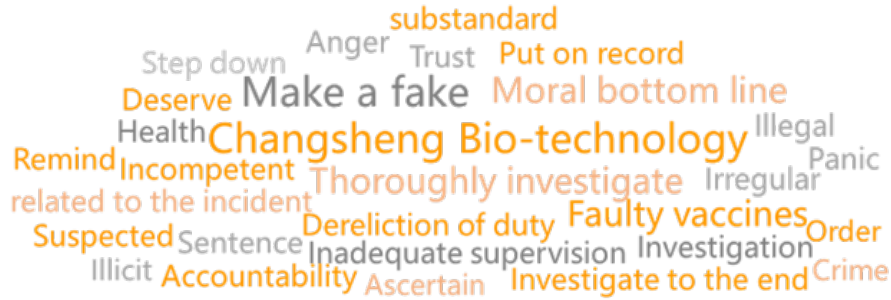 substandard
Anger Trust Put on record
Step down
Deserve Make a fake Moral bottom line
Health Changsheng Bio-technology Illegal
Remind Incompetent Thoroughly investigate Irregular Panic
related to the incident Dereliction of duty Faulty vaccines Order
Suspected Sentence Inadequate supervision Investigation
Illicit Accountability Ascertain Investigate to the end Crime